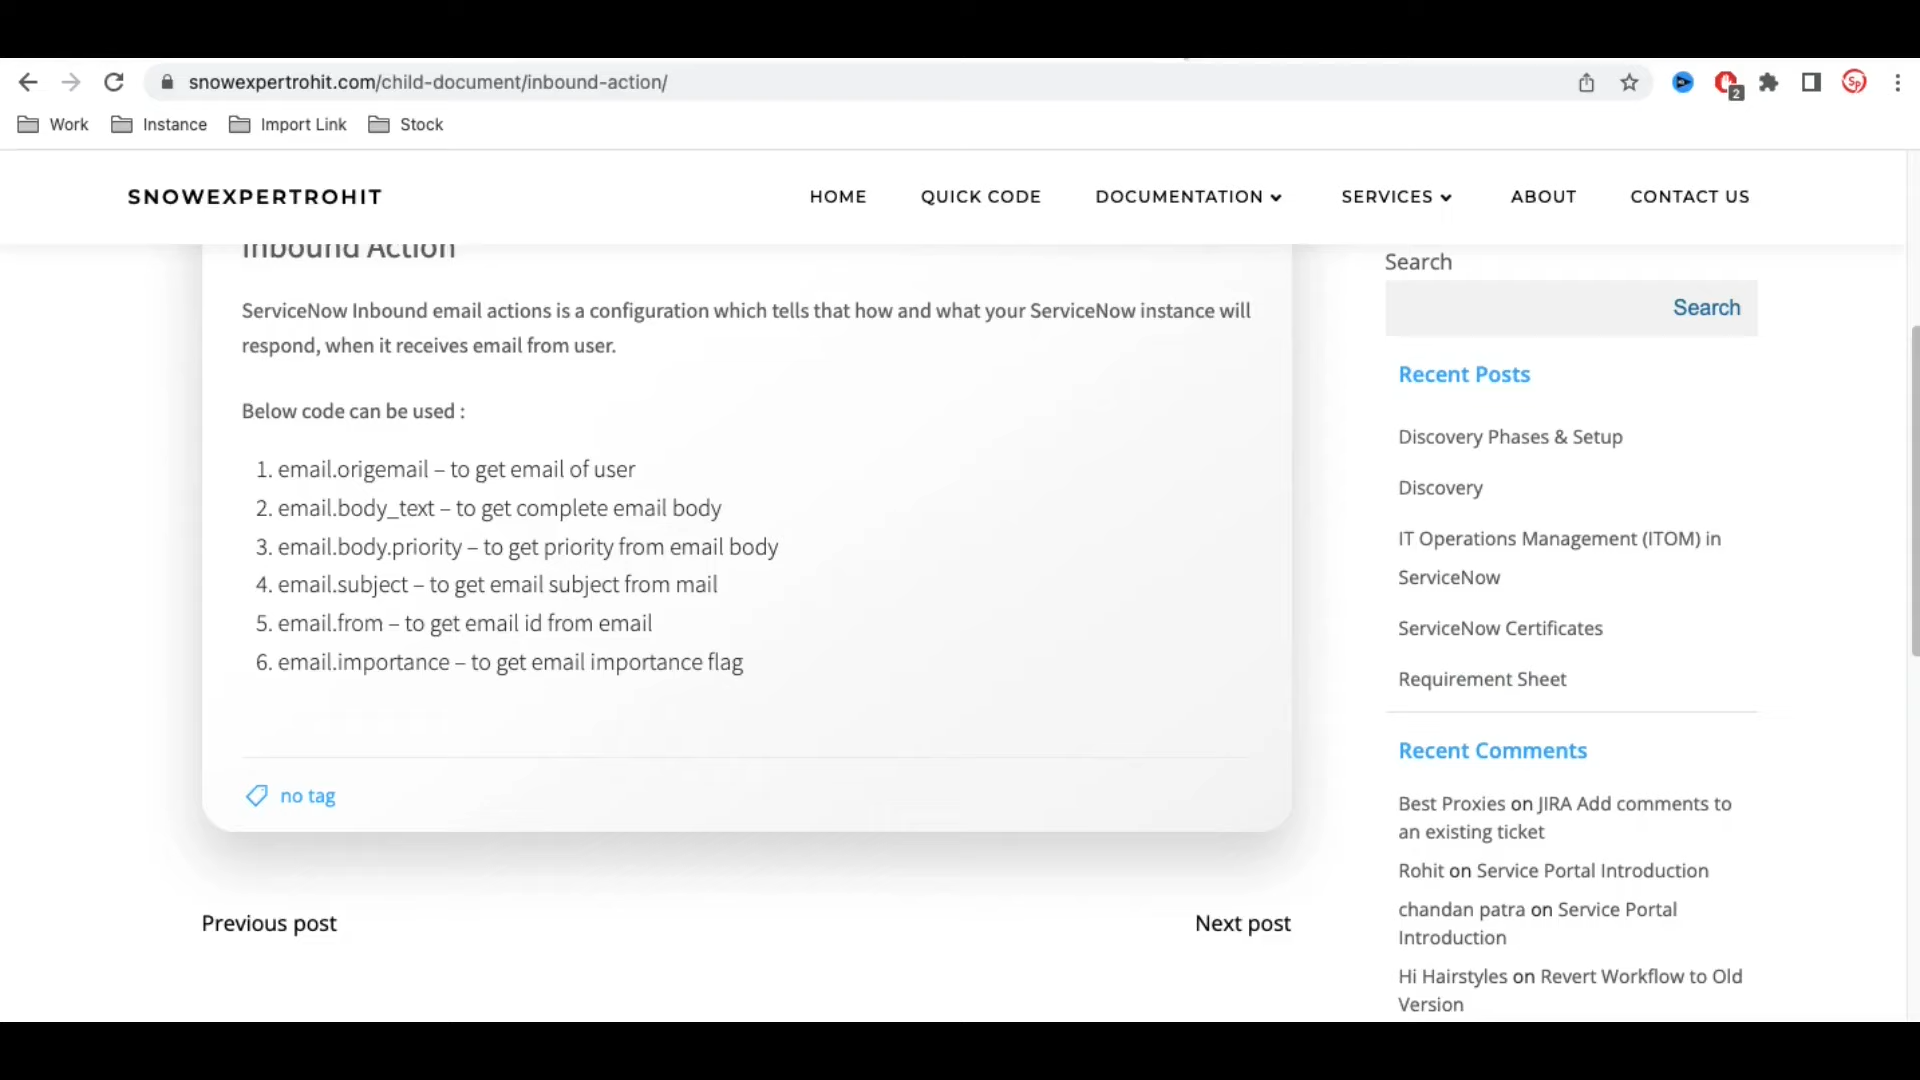 snowexpertrohit.com/child-document/inbound-action/
2
Sp
Work Instance Import Link Stock
SNOWEXPERTROHIT
HOME QUICK CODE DOCUMENTATION SERVICES ABOUT CONTACT US
Inbound Action
ServiceNow Inbound email actions is a configuration which tells that how and what your ServiceNow instance will
respond, when it receives email from user.
Below code can be used :
1. email.origemail – to get email of user
2. email.body_text – to get complete email body
3. email.body.priority – to get priority from email body
4. email.subject – to get email subject from mail
5. email.from – to get email id from email
6. email.importance – to get email importance flag
no tag
Previous post
Next post
Search
Search
Recent Posts
Discovery Phases & Setup
Discovery
IT Operations Management (ITOM) in
ServiceNow
ServiceNow Certificates
Requirement Sheet
Recent Comments
Best Proxies on JIRA Add comments to
an existing ticket
Rohit on Service Portal Introduction
chandan patra on Service Portal
Introduction
Hi Hairstyles on Revert Workflow to Old
Version